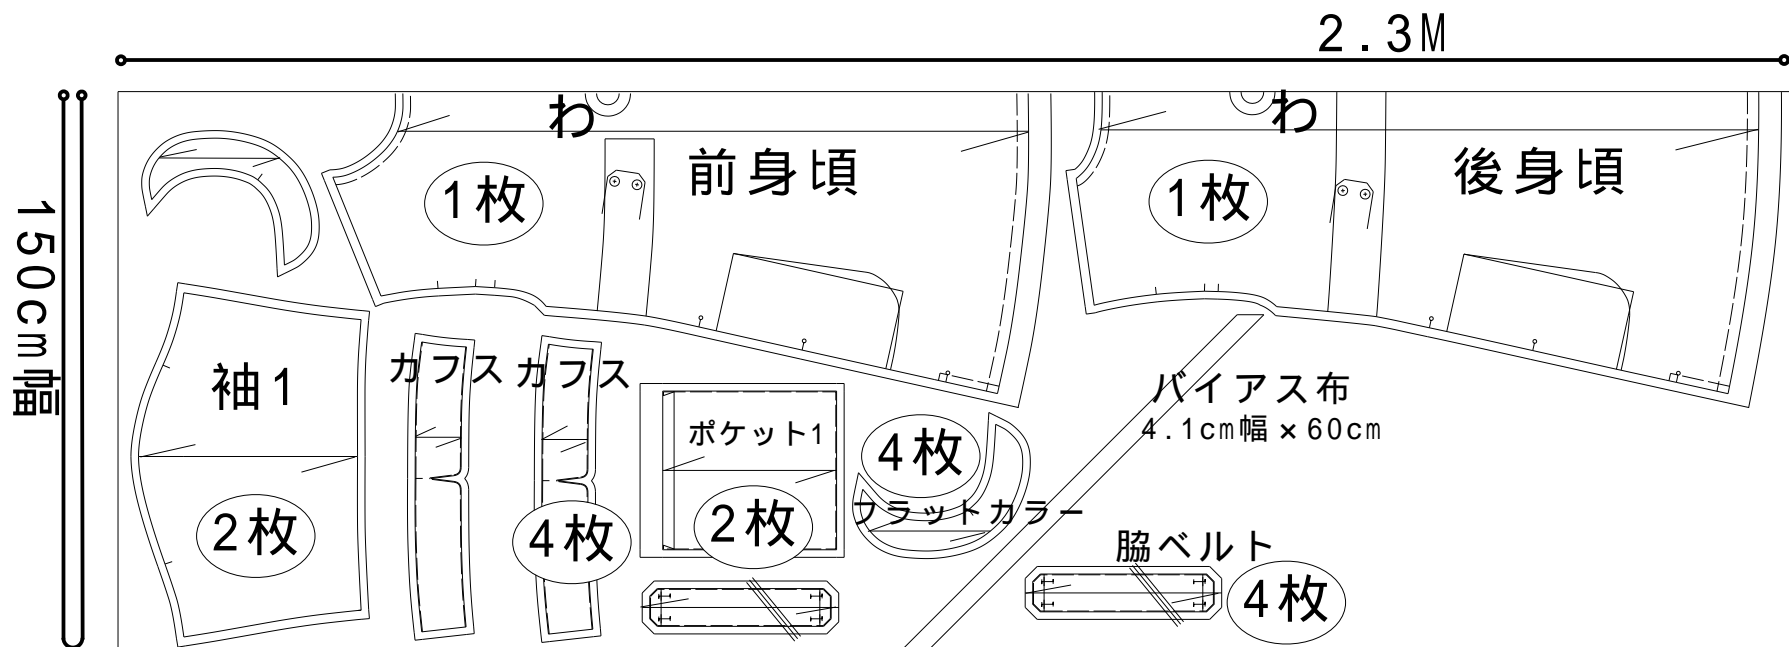 2.3M
150cm幅
わ
前身頃
1枚
わ
後身頃
1枚
袖1
2枚
カフス
カフス
4枚
ポケット1
2枚
4枚
フラットカラー
バイアス布
4.1cm幅×60cm
脇ベルト
4枚